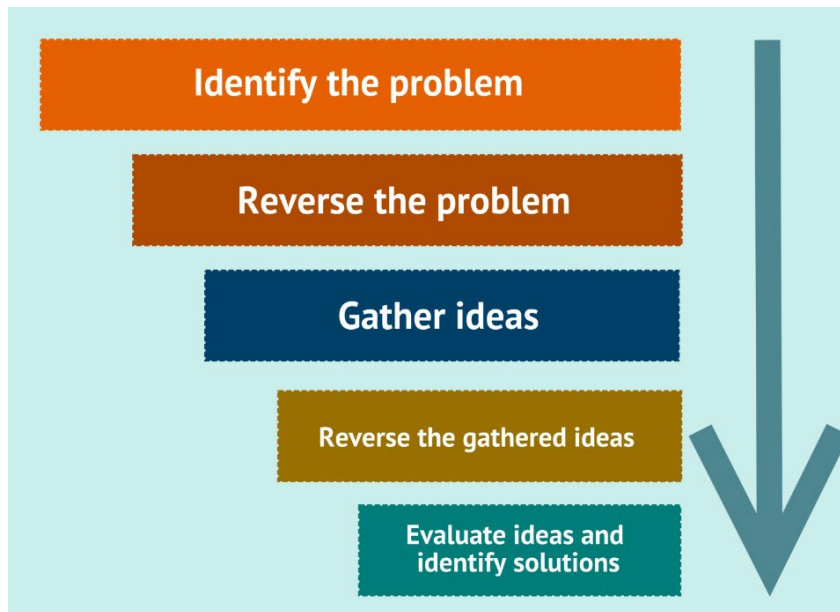 Identify the problem
Reverse the problem
Gather ideas
Reverse the gathered ideas
Evaluate ideas and
identify solutions